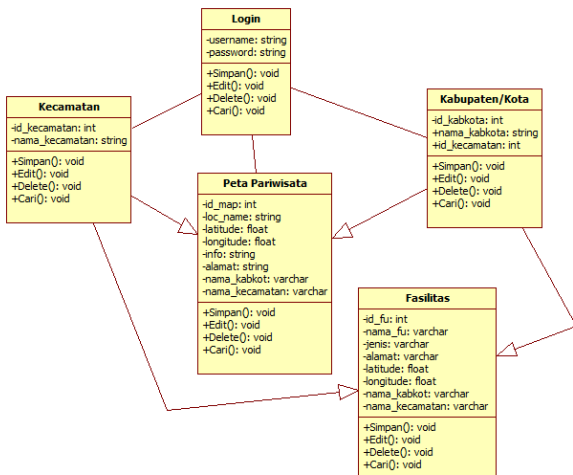 Login
-username: string
-password: string
+Simpan(): void
+Edit(): void
+Delete(): void
+Cari(): void
Kecamatan
-id_kecamatan: int
-nama_kecamatan: string
+Simpan(): void
+Edit(): void
+Delete(): void
+Cari(): void
Kabupaten/Kota
-id_kabkota: int
+nama_kabkota: string
+id_kecamatan: int
+Simpan(): void
+Edit(): void
+Delete(): void
+Cari(): void
Peta Pariwisata
-id_map: int
-loc_name: string
-latitude: float
-longitude: float
-info: string
-alamat: string
-nama_kabkot: varchar
-nama_kecamatan: varchar
+Simpan(): void
+Edit(): void
+Delete(): void
+Cari(): void
Fasilitas
-id_fu: int
-nama_fu: varchar
-jenis: varchar
-alamat: varchar
-latitude: float
-longitude: float
-nama_kabkot: varchar
-nama_kecamatan: varchar
+Simpan(): void
+Edit(): void
+Delete(): void
+Cari(): void